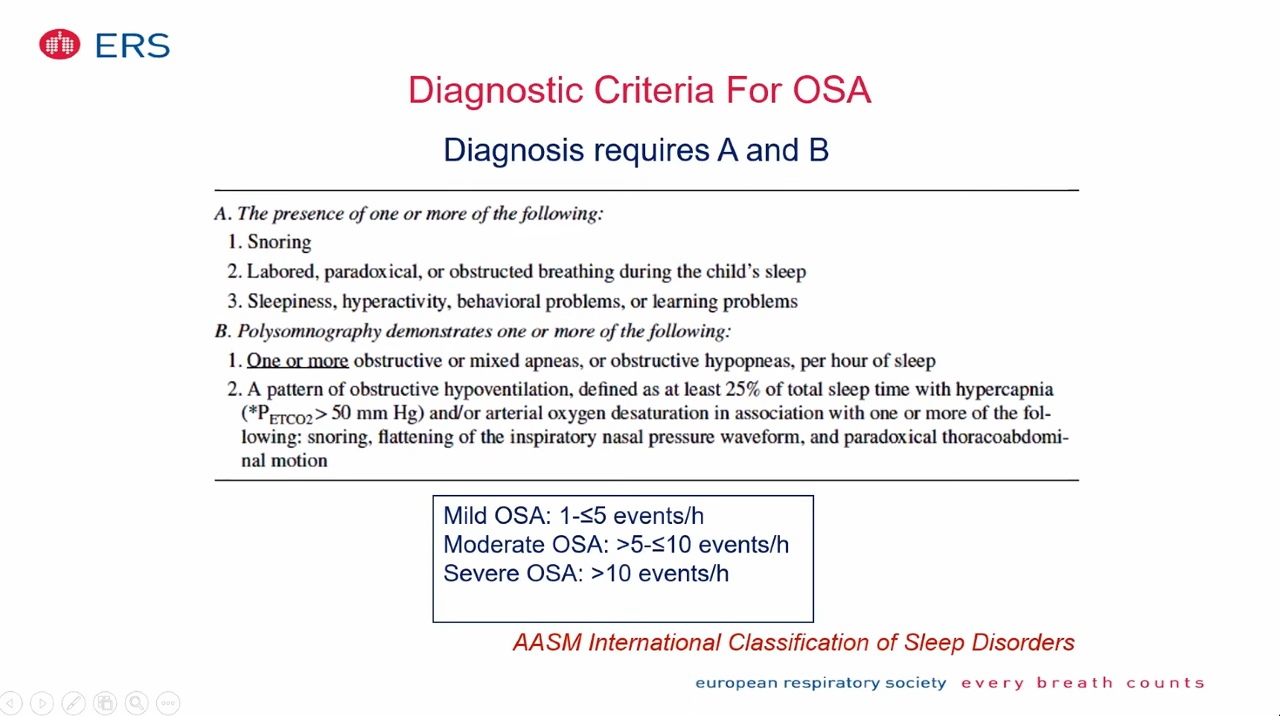 ERS
Diagnostic Criteria For OSA
Diagnosis requires A and B
A. The presence of one or more of the following:
1. Snoring
2. Labored, paradoxical, or obstructed breathing during the child's sleep
3. Sleepiness, hyperactivity, behavioral problems, or learning problems
B. Polysomnography demonstrates one or more of the following:
1. One or more obstructive or mixed apneas, or obstructive hypopneas, per hour of sleep
2. A pattern of obstructive hypoventilation, defined as at least 25% of total sleep time with hypercapnia
(*PETCO2 > 50 mm Hg) and/or arterial oxygen desaturation in association with one or more of the fol-
lowing: snoring, flattening of the inspiratory nasal pressure waveform, and paradoxical thoracoabdomi-
nal motion
Mild OSA: 1-≤5 events/h
Moderate OSA: >5-≤10 events/h
Severe OSA: >10 events/h
AASM International Classification of Sleep Disorders
european respiratory society every breath counts